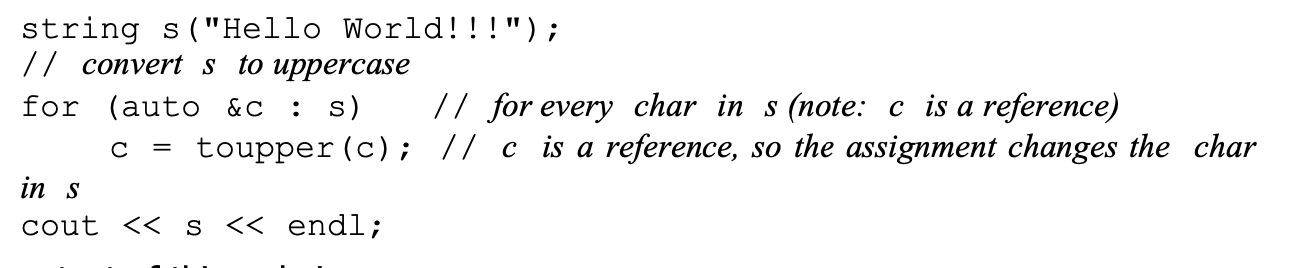 string s("Hello World!!!");
// convert s to uppercase
for (auto &c : s)    // for every char in s (note: c is a reference)
     c = toupper(c); // c is a reference, so the assignment changes the char
in s
cout << s << endl;